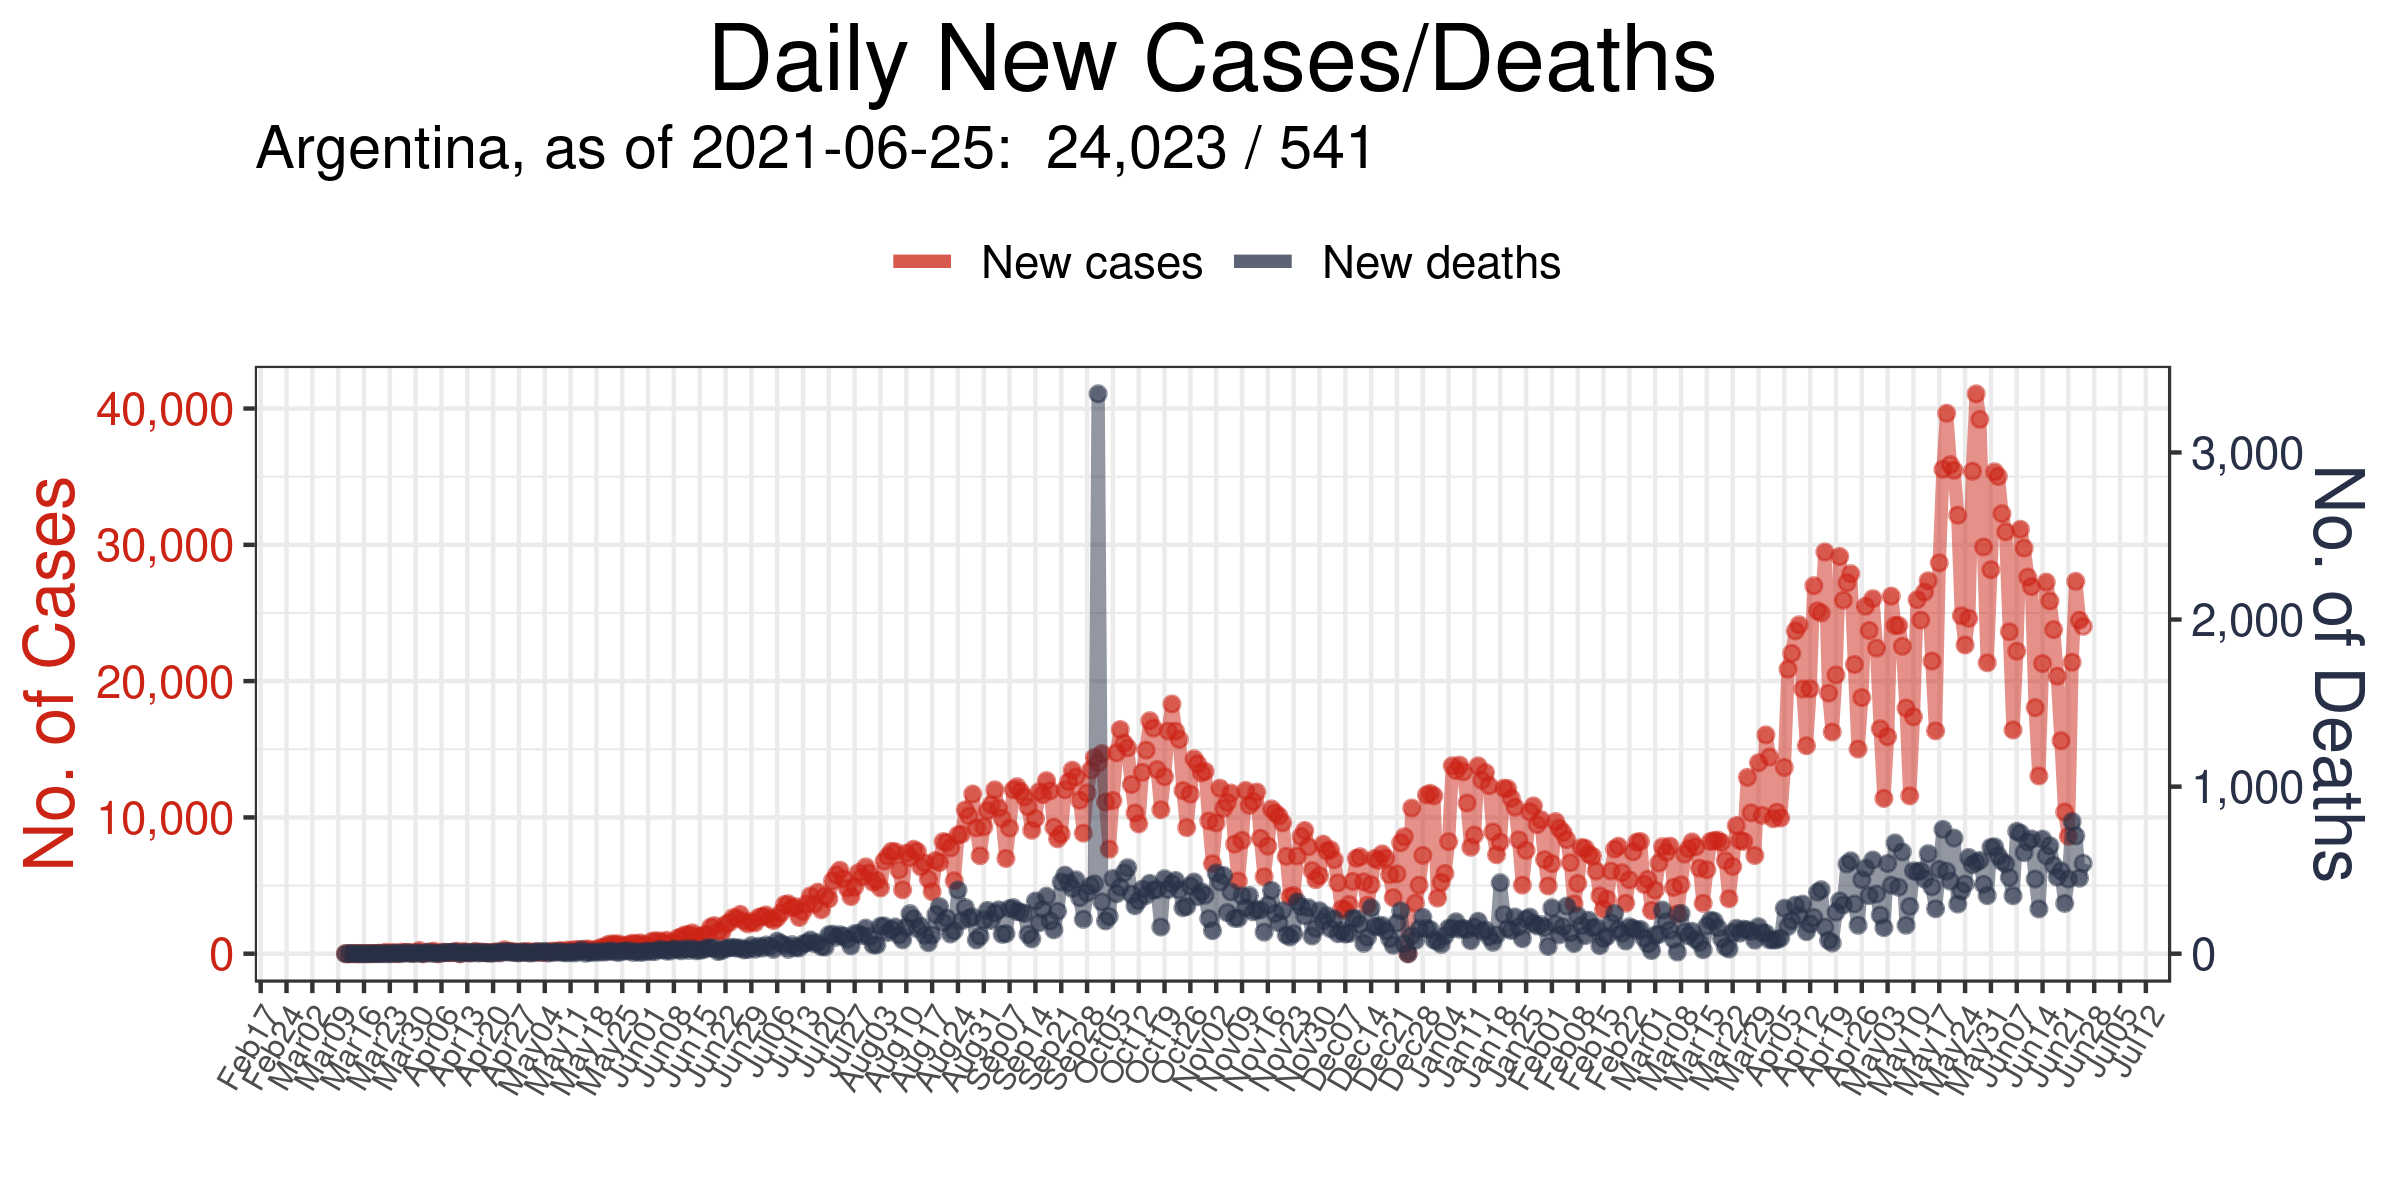 Daily New Cases/Deaths
Argentina, as of 2021-06-25:  24,023 / 541
New cases New deaths
No. of Cases
40,000
30,000
20,000
10,000
0
3,000
2,000
1,000
0
No. of Deaths
Feb17 Feb24 Mar02 Mar09 Mar16 Mar23 Mar30 Apr06 Apr13 Apr20 Apr27 May04 May11 May18 May25 Jun01 Jun08 Jun15 Jun22 Jun29 Jul06 Jul13 Jul20 Jul27 Aug03 Aug10 Aug17 Aug24 Aug31 Sep07 Sep14 Sep21 Sep28 Oct05 Oct12 Oct19 Oct26 Nov02 Nov09 Nov16 Nov23 Nov30 Dec07 Dec14 Dec21 Dec28 Jan04 Jan11 Jan18 Jan25 Feb01 Feb08 Feb15 Feb22 Mar01 Mar08 Mar15 Mar22 Mar29 Apr05 Apr12 Apr19 Apr26 May03 May10 May17 May24 May31 Jun07 Jun14 Jun21 Jun28 Jul05 Jul12